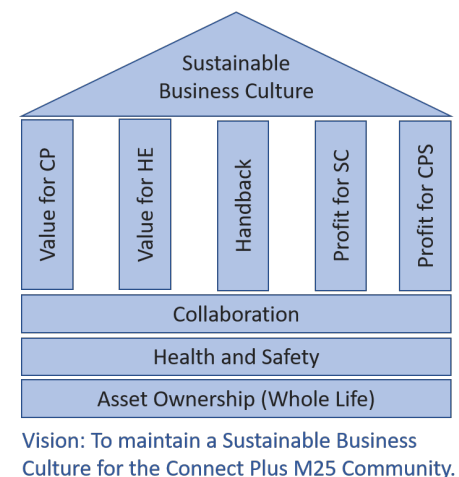 Sustainable
Business Culture
Value for CP
Value for HE
Handback
Profit for SC
Profit for CPS
Collaboration
Health and Safety
Asset Ownership (Whole Life)
Vision: To maintain a Sustainable Business
Culture for the Connect Plus M25 Community.